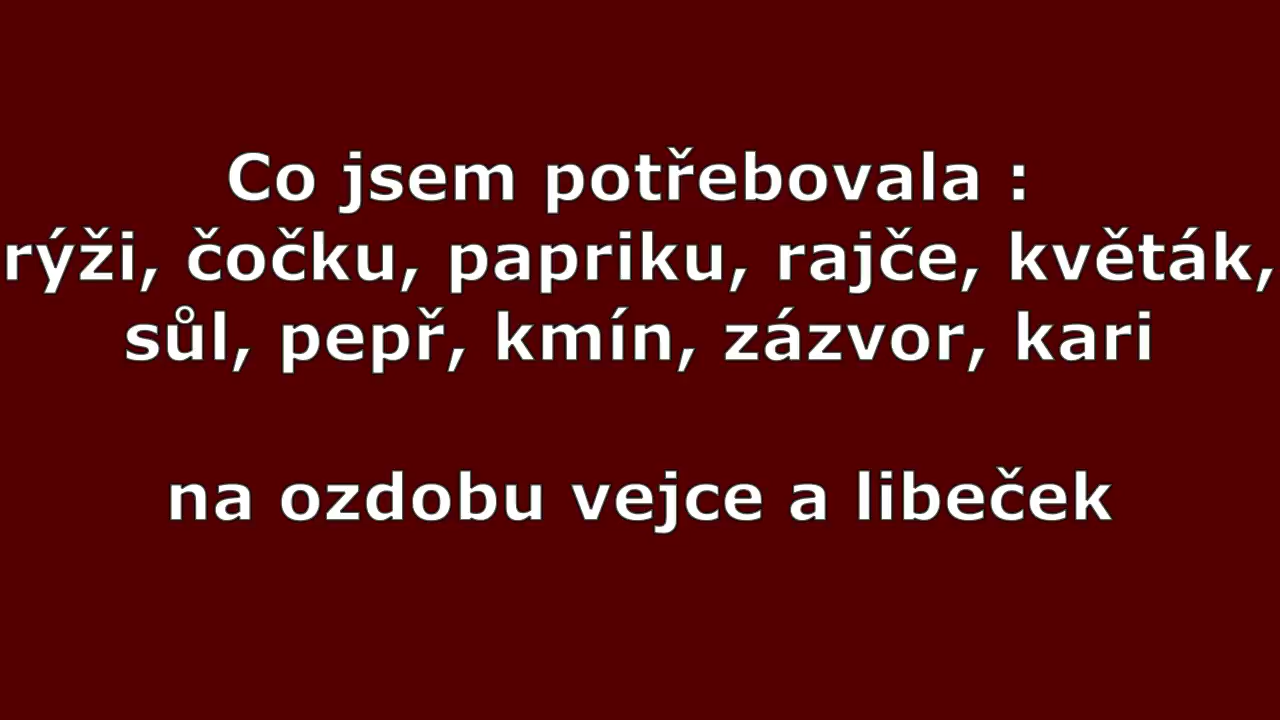 Co jsem potřebovala :
rýži, čočku, papriku, rajče, květák,
sůl, pepř, kmín, zázvor, kari
na ozdobu vejce a libeček